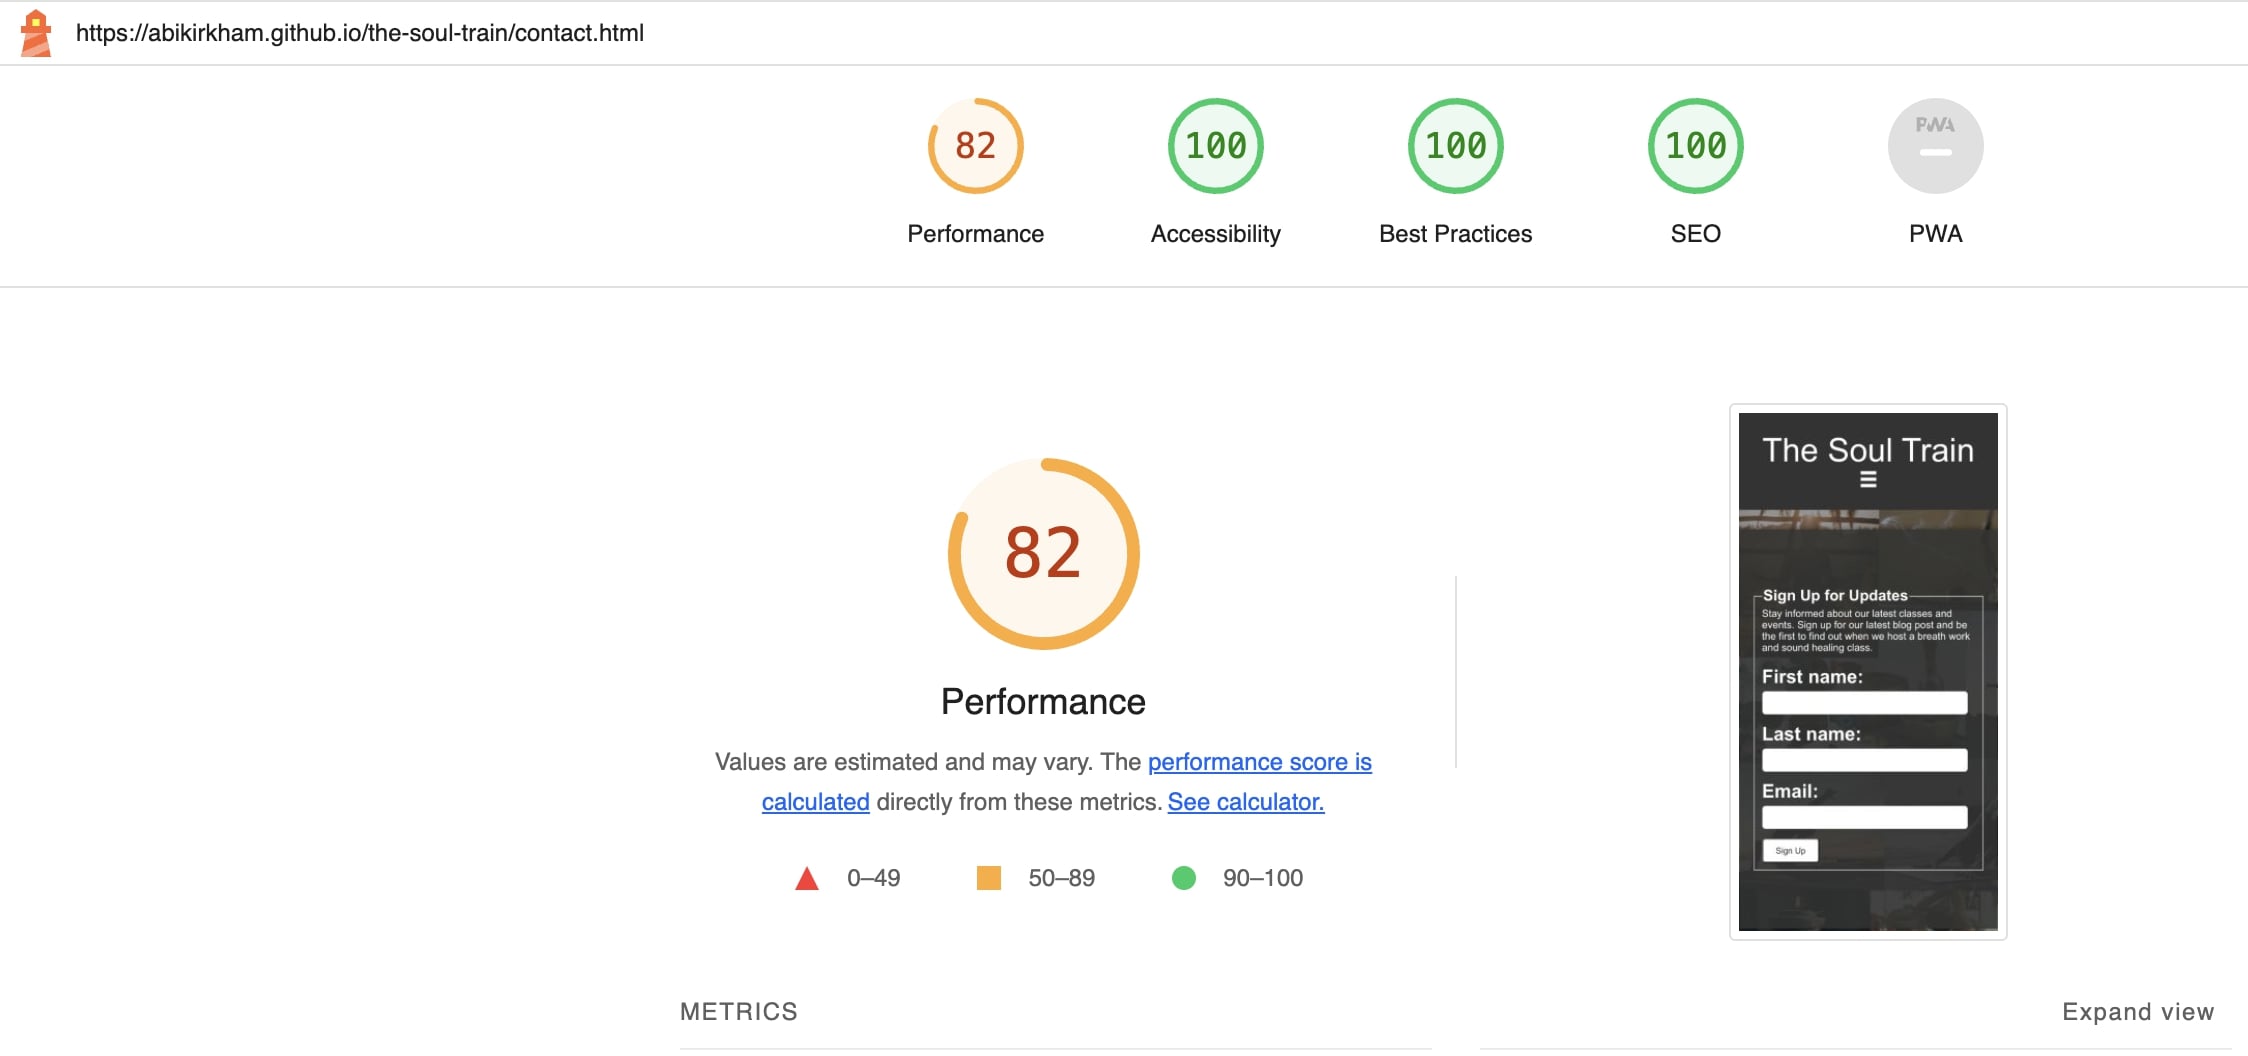 https://abikirkham.github.io/the-soul-train/contact.html
82
100
100
100
PWA
Performance
Accessibility
Best Practices
SEO
PWA
82
Performance
Values are estimated and may vary. The performance score is
calculated directly from these metrics. See calculator.
0–49
50–89
90–100
The Soul Train
Sign Up for Updates
Stay informed about our latest classes and
events. Sign up for our latest blog post and be
the first to find out when we host a breath work
and sound healing class.
First name:
Last name:
Email:
Sign Up
METRICS
Expand view